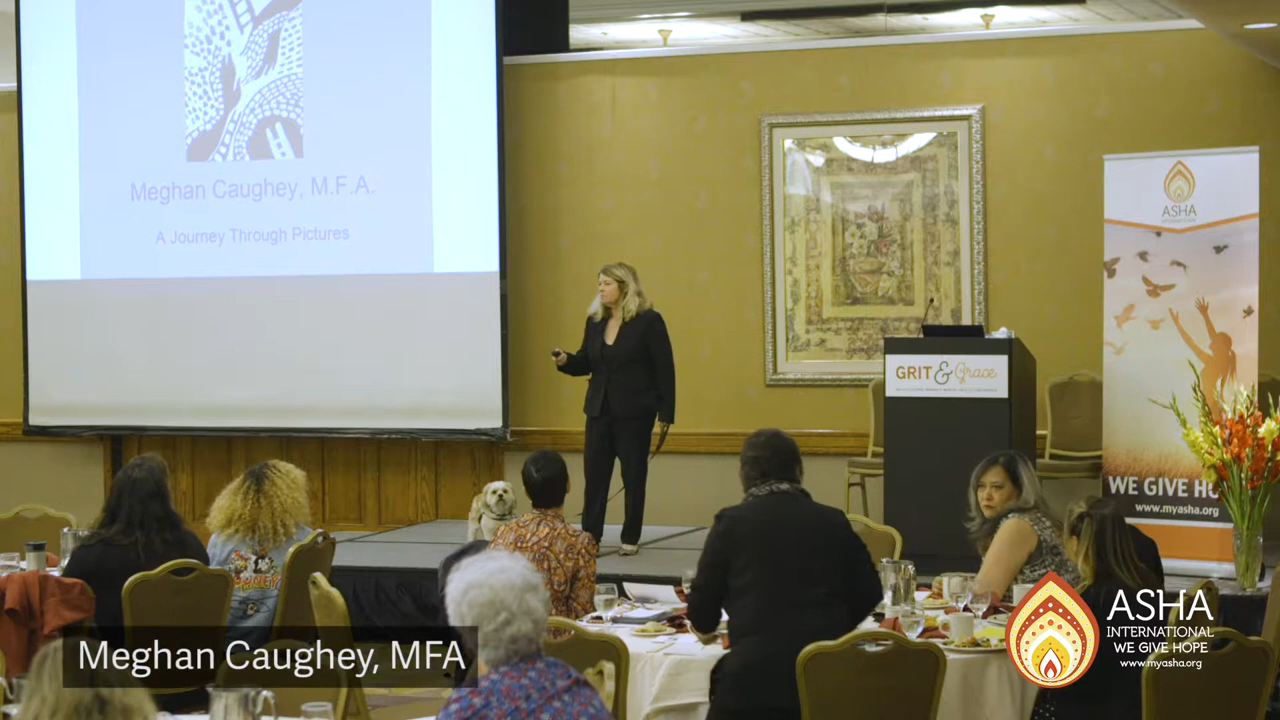 Meghan Caughey, M.F.A.
A Journey Through Pictures
ASHA
GRIT & Grace
WE GIVE HO
www.myasha.org
Meghan Caughey, MFA
ASHA
INTERNATIONAL
WE GIVE HOPE
www.myasha.org